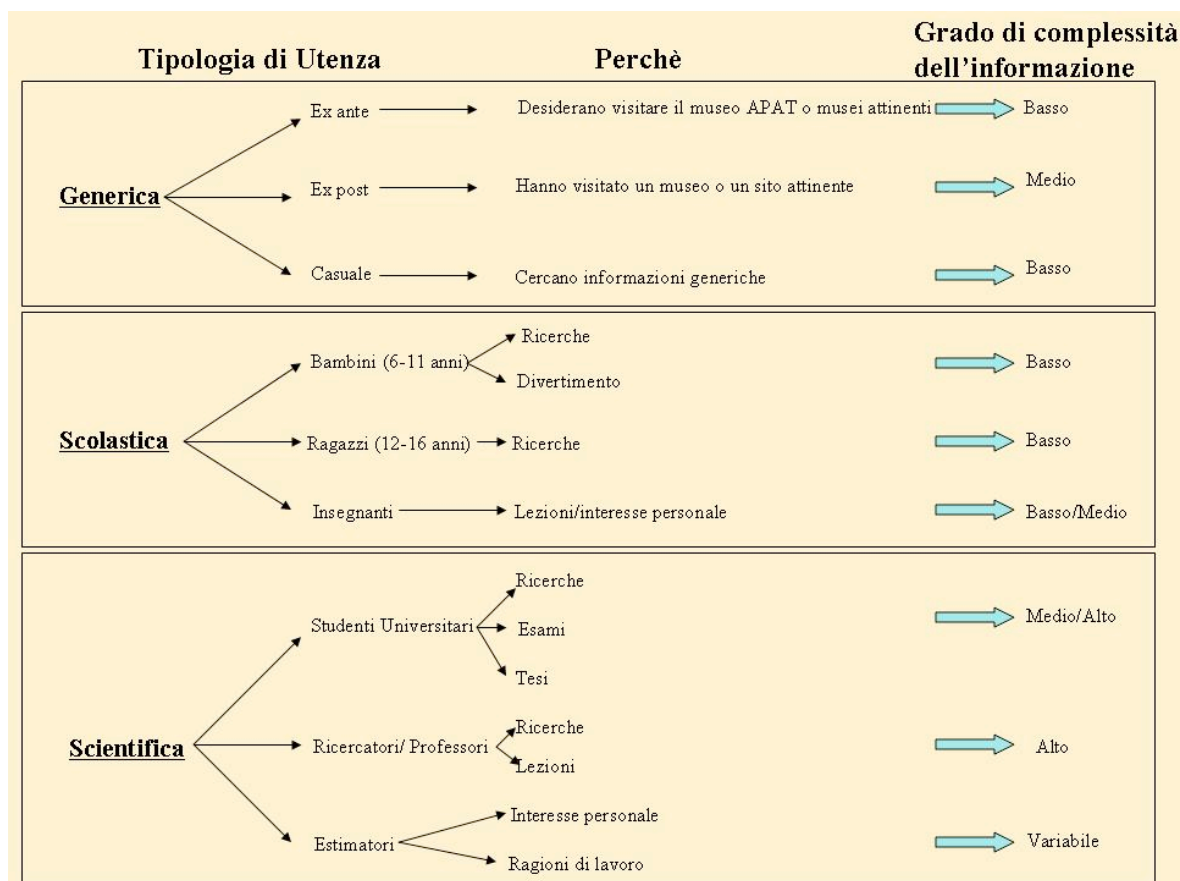 Tipologia di Utenza
Perchè
Grado di complessità
dell'informazione
Generica
Ex ante
Desiderano visitare il museo APAT o musei attinenti
Basso
Ex post
Hanno visitato un museo o un sito attinente
Medio
Casuale
Cercano informazioni generiche
Basso
Scolastica
Bambini (6-11 anni)
Ricerche
Divertimento
Basso
Ragazzi (12-16 anni)
Ricerche
Basso
Insegnanti
Lezioni/interesse personale
Basso/Medio
Scientifica
Studenti Universitari
Ricerche
Esami
Tesi
Medio/Alto
Ricercatori/ Professori
Ricerche
Lezioni
Alto
Estimatori
Interesse personale
Ragioni di lavoro
Variabile